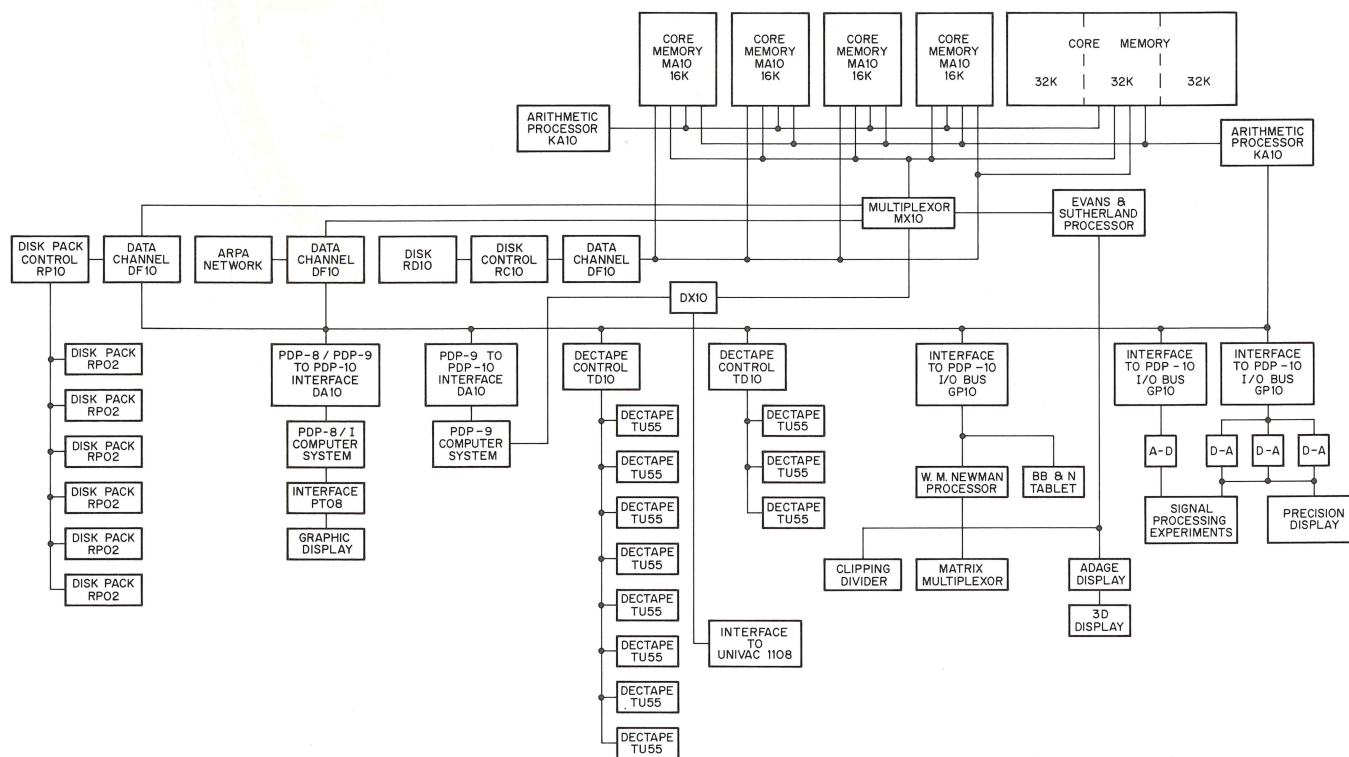 CORE
MEMORY
MA10
16K
CORE
MEMORY
MA10
16K
CORE
MEMORY
MA10
16K
CORE
MEMORY
MA10
16K
CORE MEMORY
32K 32K 32K
ARITHMETIC
PROCESSOR
KA10
ARITHMETIC
PROCESSOR
KA10
MULTIPLEXOR
MX10
EVANS &
SUTHERLAND
PROCESSOR
DISK PACK
CONTROL
RP10
DATA
CHANNEL
DF10
ARPA
NETWORK
DATA
CHANNEL
DF10
DISK
RD10
DISK
CONTROL
RC10
DATA
CHANNEL
DF10
DX10
DISK PACK
RP02
DISK PACK
RP02
DISK PACK
RP02
DISK PACK
RP02
DISK PACK
RP02
DISK PACK
RP02
PDP-8 / PDP-9
TO PDP-10
INTERFACE
DA10
PDP-8 / I
COMPUTER
SYSTEM
INTERFACE
PT08
GRAPHIC
DISPLAY
PDP-9 TO
PDP-10
INTERFACE
DA10
PDP-9
COMPUTER
SYSTEM
DECTAPE
CONTROL
TD10
DECTAPE
TU55
DECTAPE
TU55
DECTAPE
TU55
DECTAPE
TU55
DECTAPE
TU55
DECTAPE
TU55
DECTAPE
TU55
DECTAPE
TU55
DECTAPE
CONTROL
TD10
DECTAPE
TU55
DECTAPE
TU55
DECTAPE
TU55
INTERFACE
TO
UNIVAC 1108
INTERFACE
TO PDP-10
I/O BUS
GP10
W. M. NEWMAN
PROCESSOR
BB & N
TABLET
CLIPPING
DIVIDER
MATRIX
MULTIPLEXOR
ADAGE
DISPLAY
3D
DISPLAY
INTERFACE
TO PDP-10
I/O BUS
GP10
INTERFACE
TO PDP-10
I/O BUS
GP10
A-D
D-A
D-A
D-A
SIGNAL
PROCESSING
EXPERIMENTS
PRECISION
DISPLAY